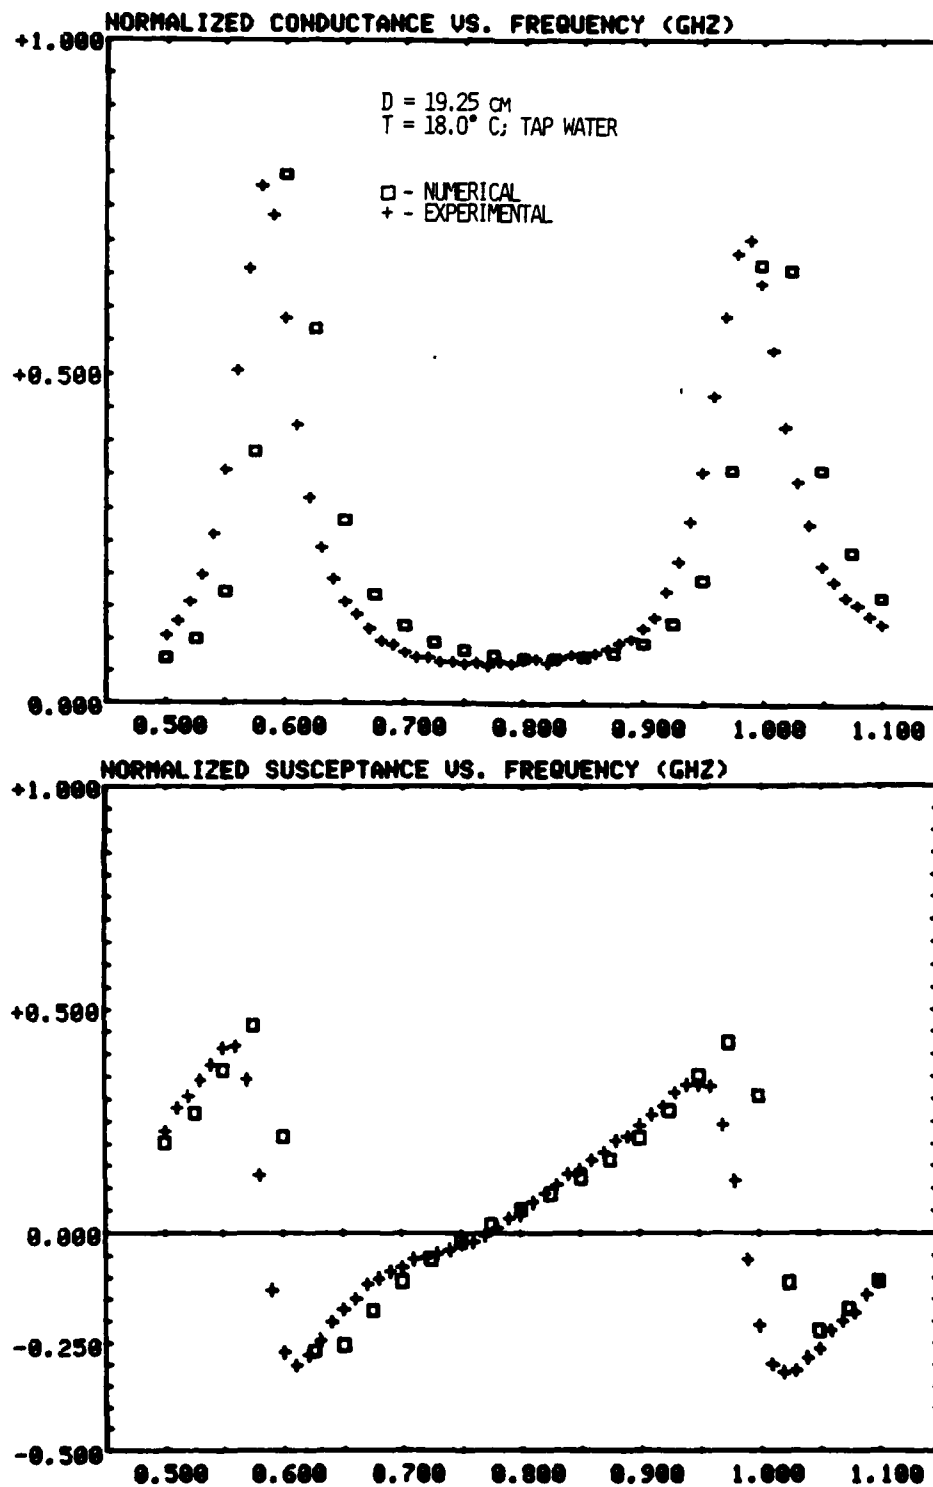 NORMALIZED CONDUCTANCE VS. FREQUENCY (GHZ)
+1.000
D = 19.25 CM
T = 18.0° C; TAP WATER
□ - NUMERICAL
+ - EXPERIMENTAL
+0.500
0.000
0.500 0.600 0.700 0.800 0.900 1.000 1.100
NORMALIZED SUSCEPTANCE VS. FREQUENCY (GHZ)
+1.000
+0.500
0.000
-0.250
-0.500
0.500 0.600 0.700 0.800 0.900 1.000 1.100